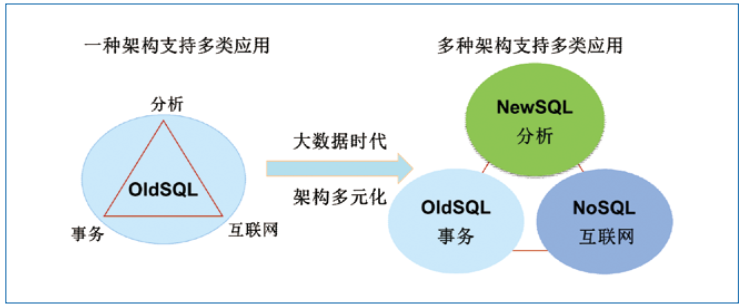 一种架构支持多类应用
分析
OldSQL
事务
互联网
大数据时代
架构多元化
多种架构支持多类应用
NewSQL
分析
OldSQL
事务
NoSQL
互联网